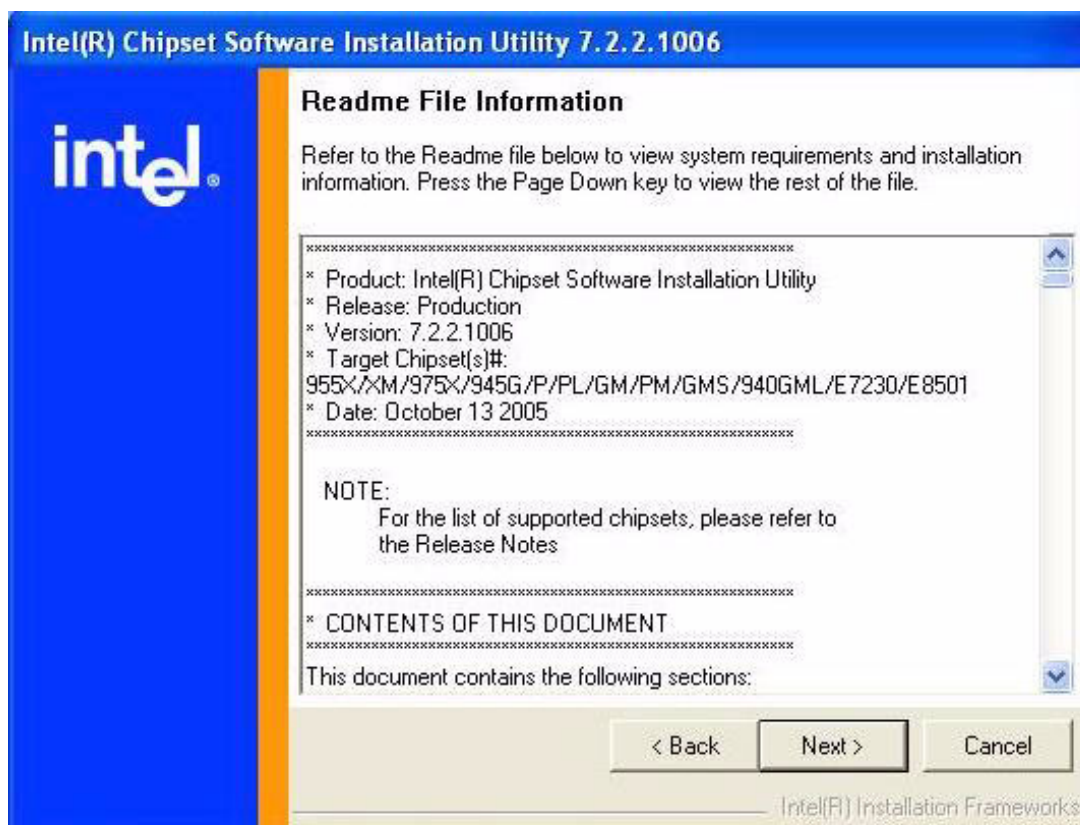 Intel(R) Chipset Software Installation Utility 7.2.2.1006
intel®
Readme File Information
Refer to the Readme file below to view system requirements and installation
information. Press the Page Down key to view the rest of the file.
************************************************************
* Product: Intel(R) Chipset Software Installation Utility
* Release: Production
* Version: 7.2.2.1006
* Target Chipset(s)#:
955X/XM/975X/945G/P/PL/GM/PM/GMS/940GML/E7230/E8501
* Date: October 13 2005
************************************************************
NOTE:
For the list of supported chipsets, please refer to
the Release Notes
************************************************************
* CONTENTS OF THIS DOCUMENT
************************************************************
This document contains the following sections:
< Back
Next >
Cancel
Intel(R) Installation Frameworks